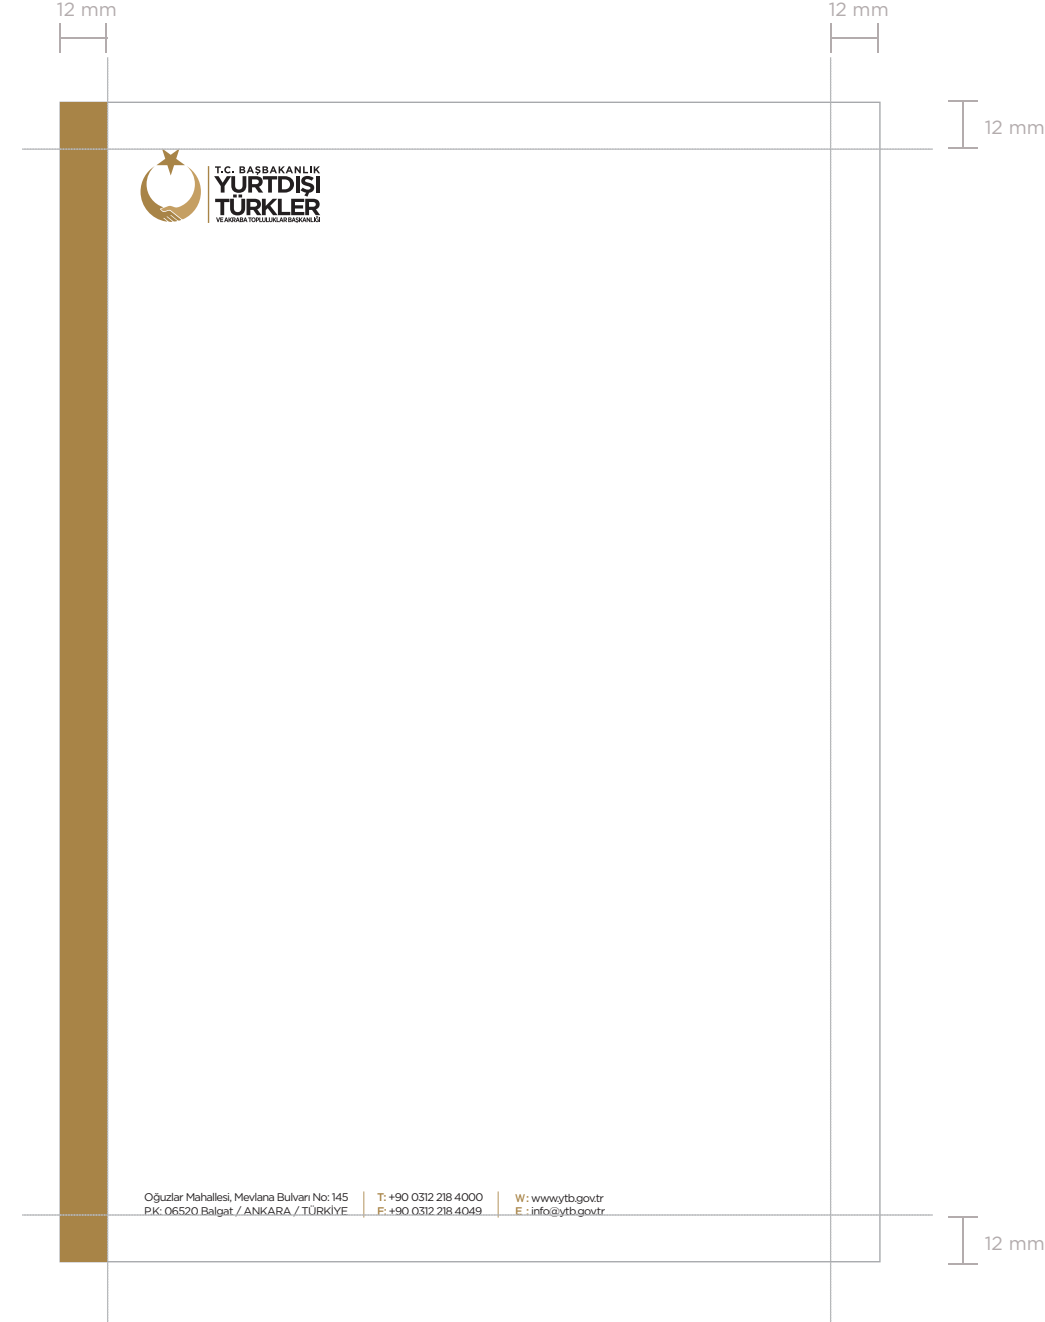 12 mm
12 mm
12 mm
T.C. BAŞBAKANLIK
YURTDIŞI
TÜRKLER
VE AKRABA TOPLULUKLAR BAŞKANLIĞI
Oğuzlar Mahallesi, Mevlana Bulvarı No: 145
P.K: 06520 Balgat / ANKARA / TÜRKİYE
T: +90 0312 218 4000
F: +90 0312 218 4049
W : www.ytb.gov.tr
E : info@ytb.gov.tr
12 mm